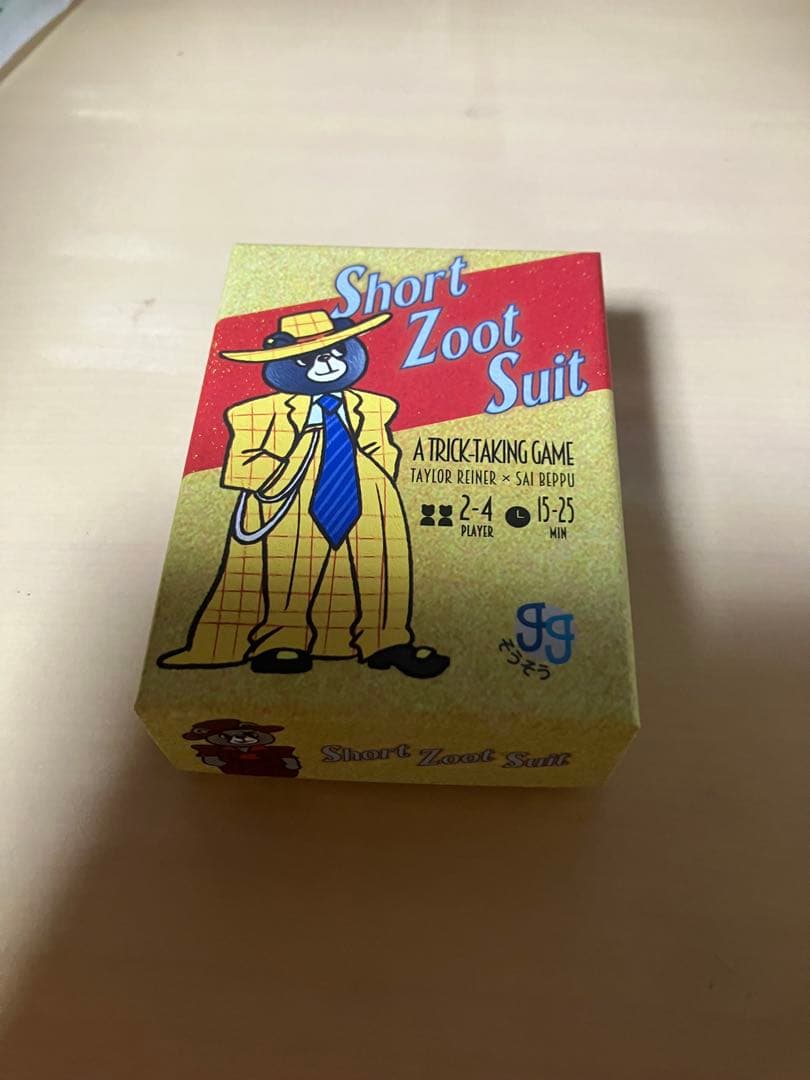 Short
Zoot
Suit
A TRICK-TAKING GAME
TAYLOR REINER × SAI BEPPU
2-4
PLAYER
15-25
MIN
gg
そうそう
Short Zoot Suit